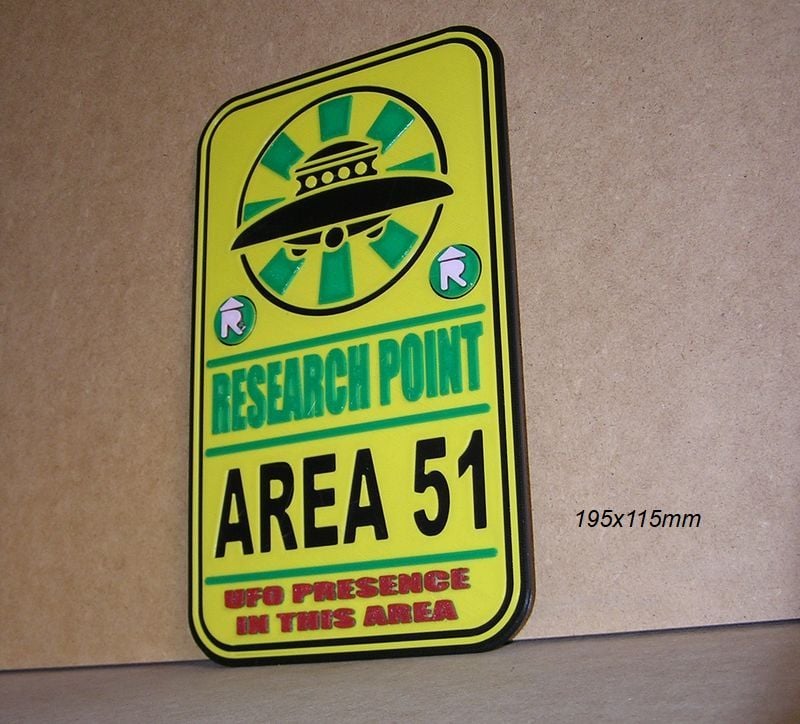 R
R
RESEARCH POINT
AREA 51
UFO PRESENCE
IN THIS AREA
195x115mm